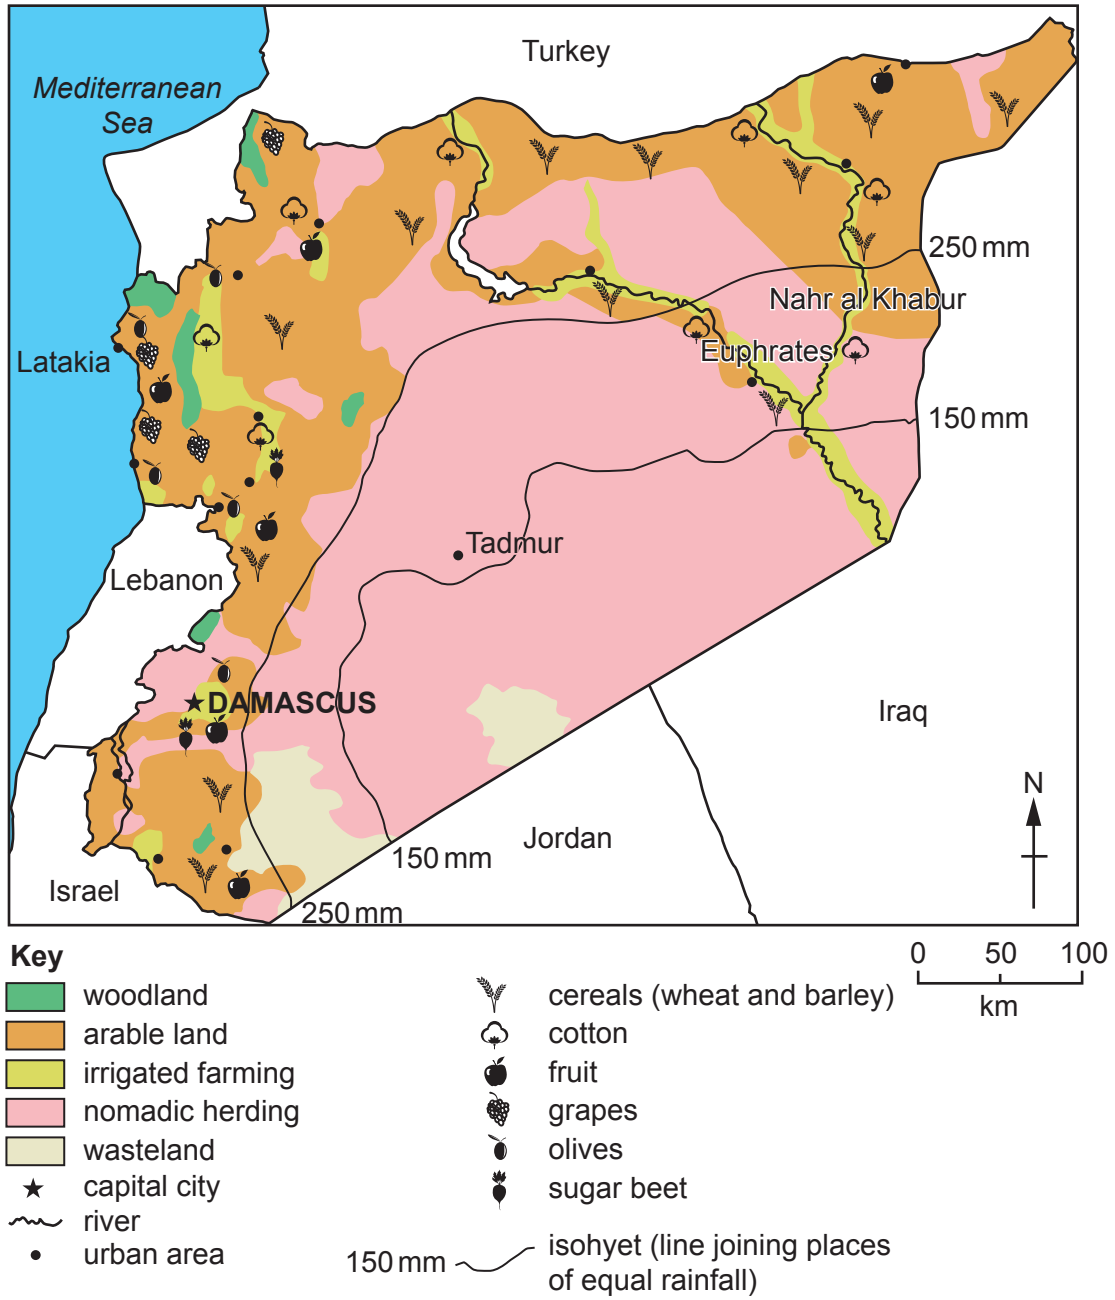 Turkey
Mediterranean
Sea
250 mm
Nahr al Khabur
Euphrates
Latakia
150 mm
Tadmur
Lebanon
DAMASCUS
Iraq
N
Jordan
150 mm
Israel
250 mm
Key
0 50 100
km
woodland
arable land
irrigated farming
nomadic herding
wasteland
capital city
river
urban area
cereals (wheat and barley)
cotton
fruit
grapes
olives
sugar beet
150 mm
isohyet (line joining places
of equal rainfall)